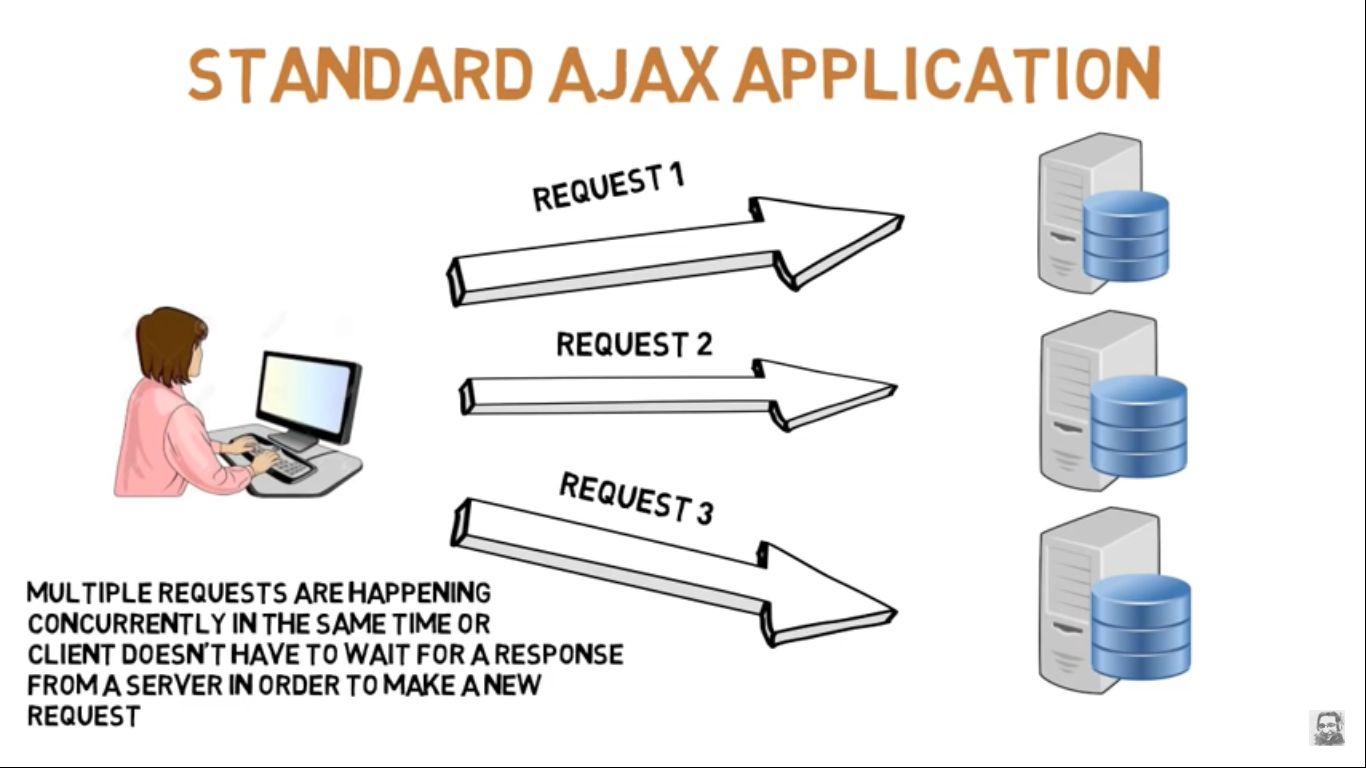 STANDARD AJAX APPLICATION
REQUEST 1
REQUEST 2
REQUEST 3
MULTIPLE REQUESTS ARE HAPPENING
CONCURRENTLY IN THE SAME TIME OR
CLIENT DOESN'T HAVE TO WAIT FOR A RESPONSE
FROM A SERVER IN ORDER TO MAKE A NEW
REQUEST